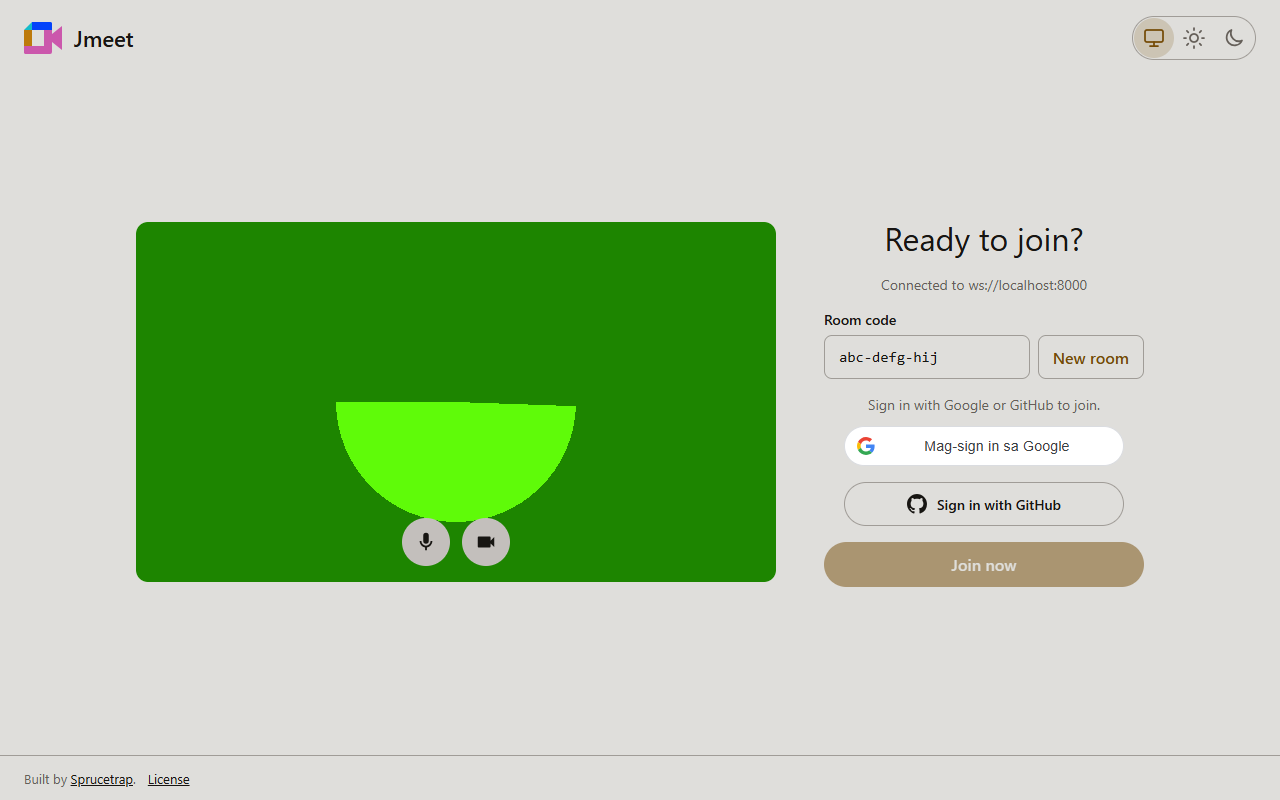 Jmeet
Ready to join?
Connected to ws://localhost:8000
Room code
abc-defg-hij
New room
Sign in with Google or GitHub to join.
Mag-sign in sa Google
Sign in with GitHub
Join now
Built by Sprucetrap. License